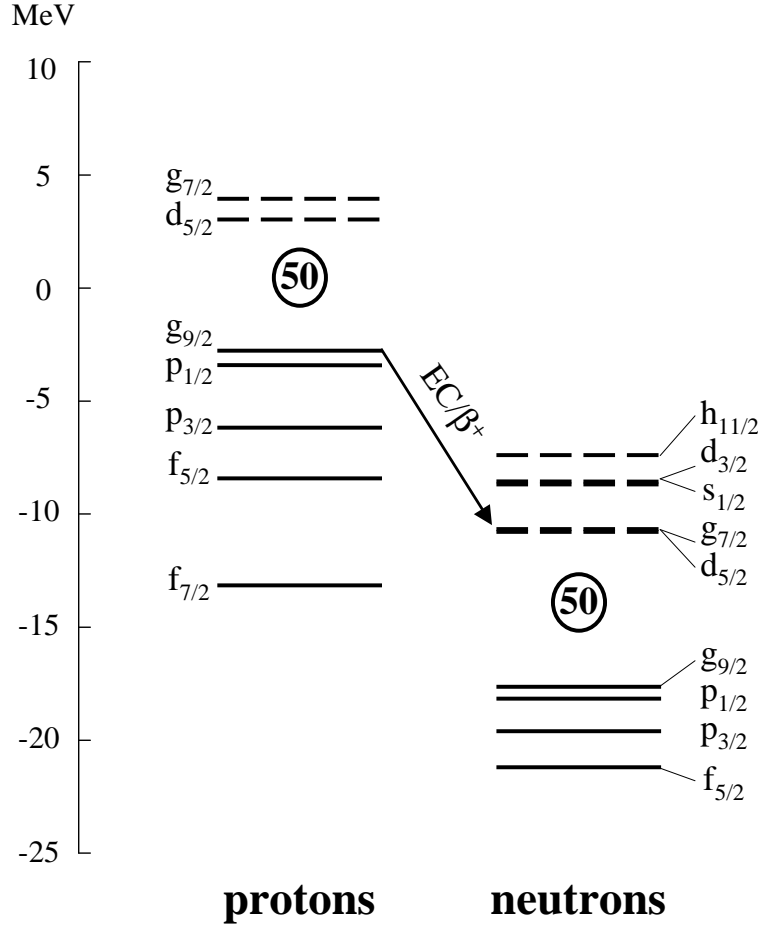 MeV
10
5
0
-5
-10
-15
-20
-25
g7/2
d5/2
50
g9/2
p1/2
p3/2
f5/2
f7/2
EC/β+
h11/2
d3/2
s1/2
g7/2
d5/2
50
g9/2
p1/2
p3/2
f5/2
protons
neutrons